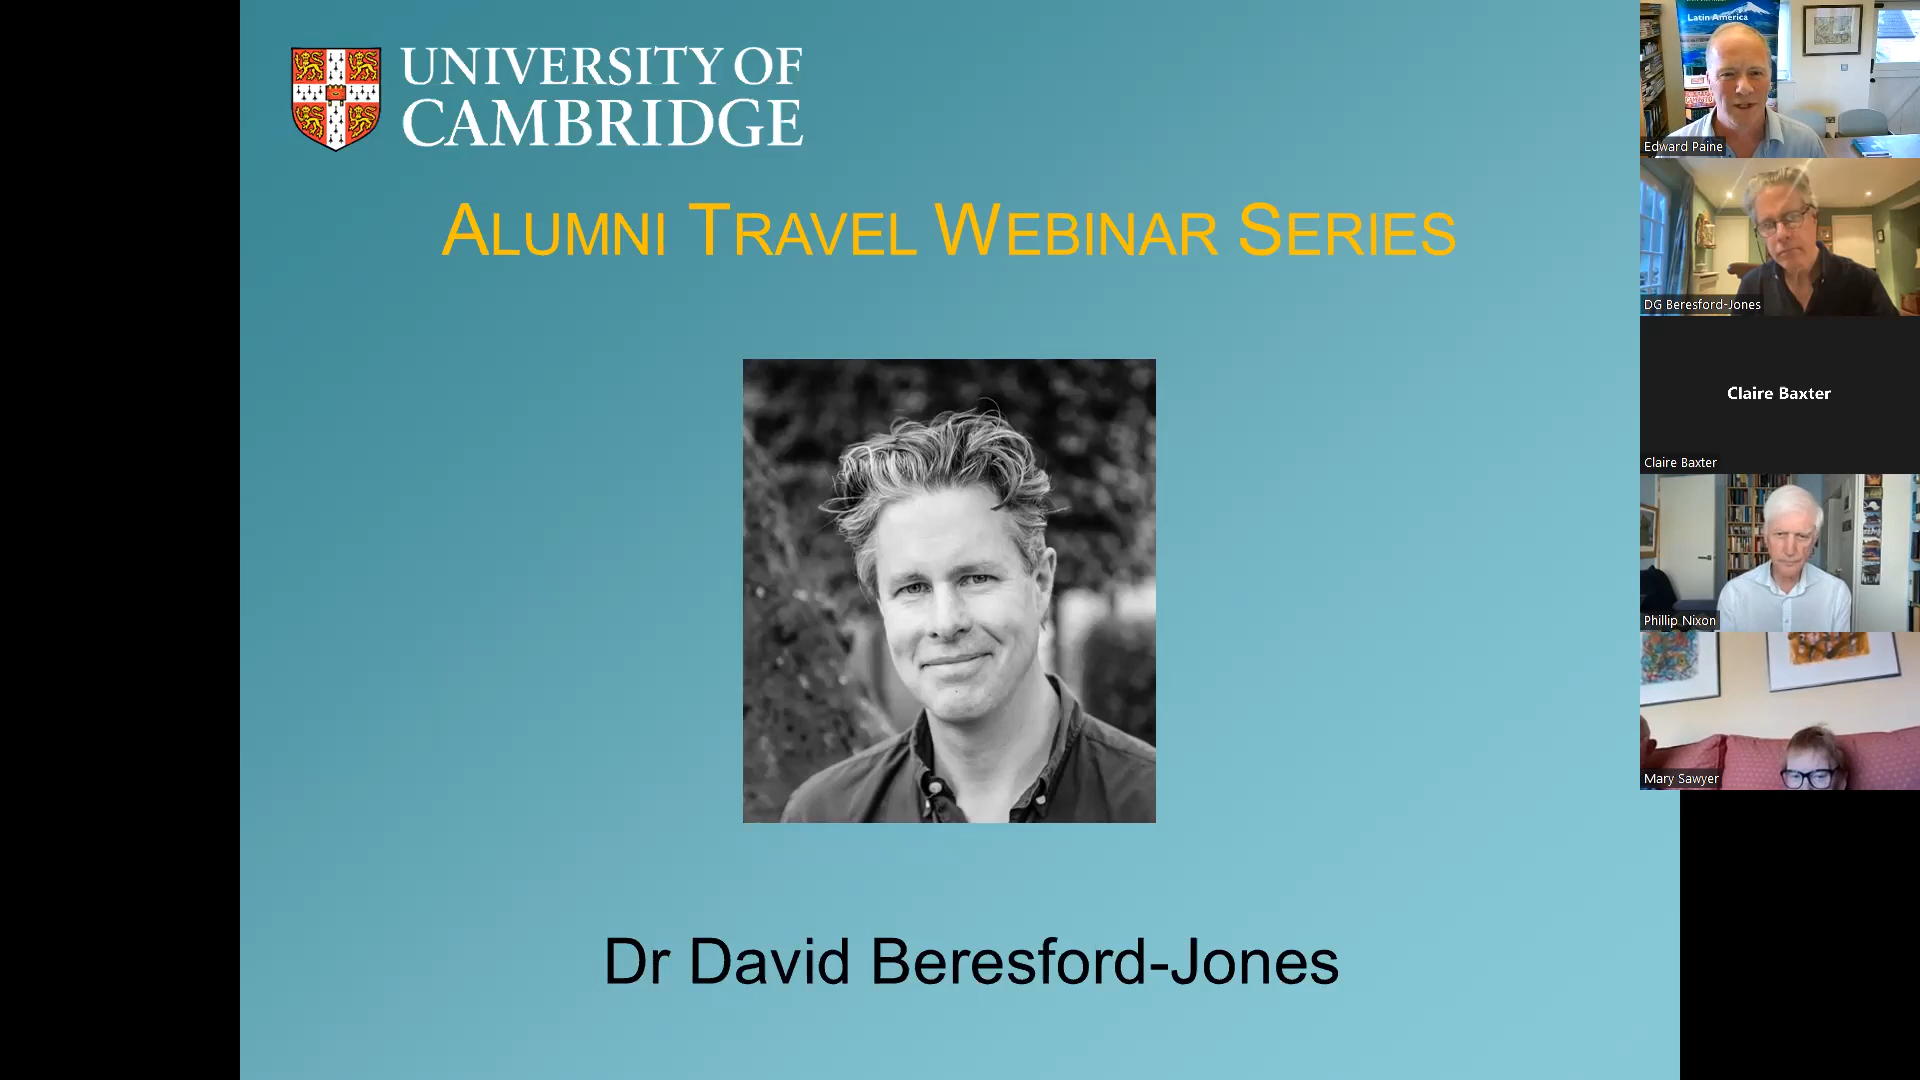 UNIVERSITY OF
CAMBRIDGE
ALUMNI TRAVEL WEBINAR SERIES
Dr David Beresford-Jones
Latin America
Edward Paine
DG Beresford-Jones
Claire Baxter
Claire Baxter
Phillip Nixon
Mary Sawyer